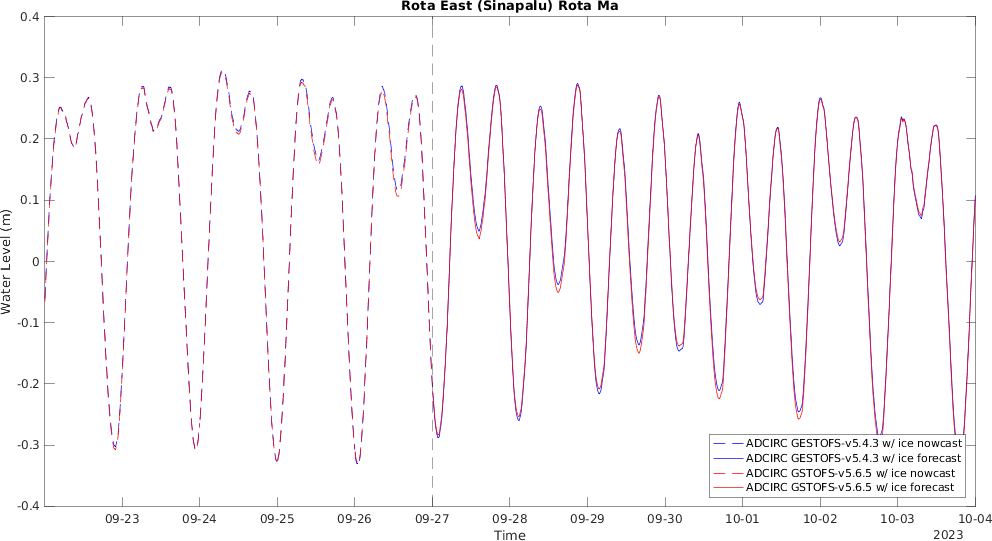 Rota East (Sinapalu) Rota Ma
0.4
0.3
0.2
0.1
0
-0.1
-0.2
-0.3
-0.4
Water Level (m)
ADCIRC GESTOFS-v5.4.3 w/ ice nowcast
ADCIRC GESTOFS-v5.4.3 w/ ice forecast
ADCIRC GSTOFS-v5.6.5 w/ ice nowcast
ADCIRC GSTOFS-v5.6.5 w/ ice forecast
09-23 09-24 09-25 09-26 09-27 09-28 09-29 09-30 10-01 10-02 10-03 10-04
Time
2023